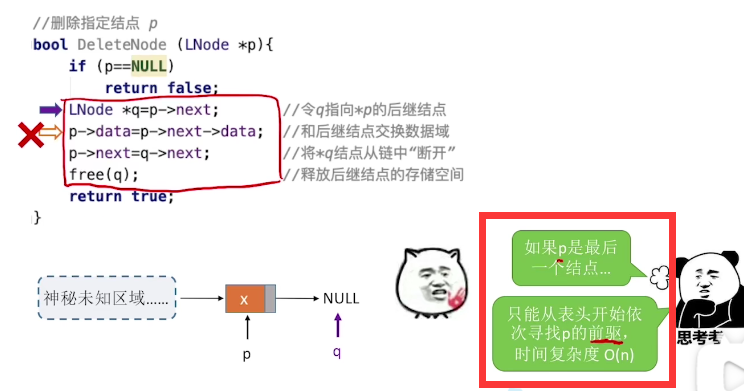 //删除指定结点 p
bool DeleteNode (LNode *p){
if (p==NULL)
return false;
LNode *q=p->next; //令q指向*p的后继结点
p->data=p->next->data; //和后继结点交换数据域
p->next=q->next; //将*q结点从链中“断开”
free(q); //释放后继结点的存储空间
return true;
}
如果p是最后
一个结点…
神秘未知区域……
x
NULL
p
q
只能从表头开始依
次寻找p的前驱，
时间复杂度 O(n)
思考者